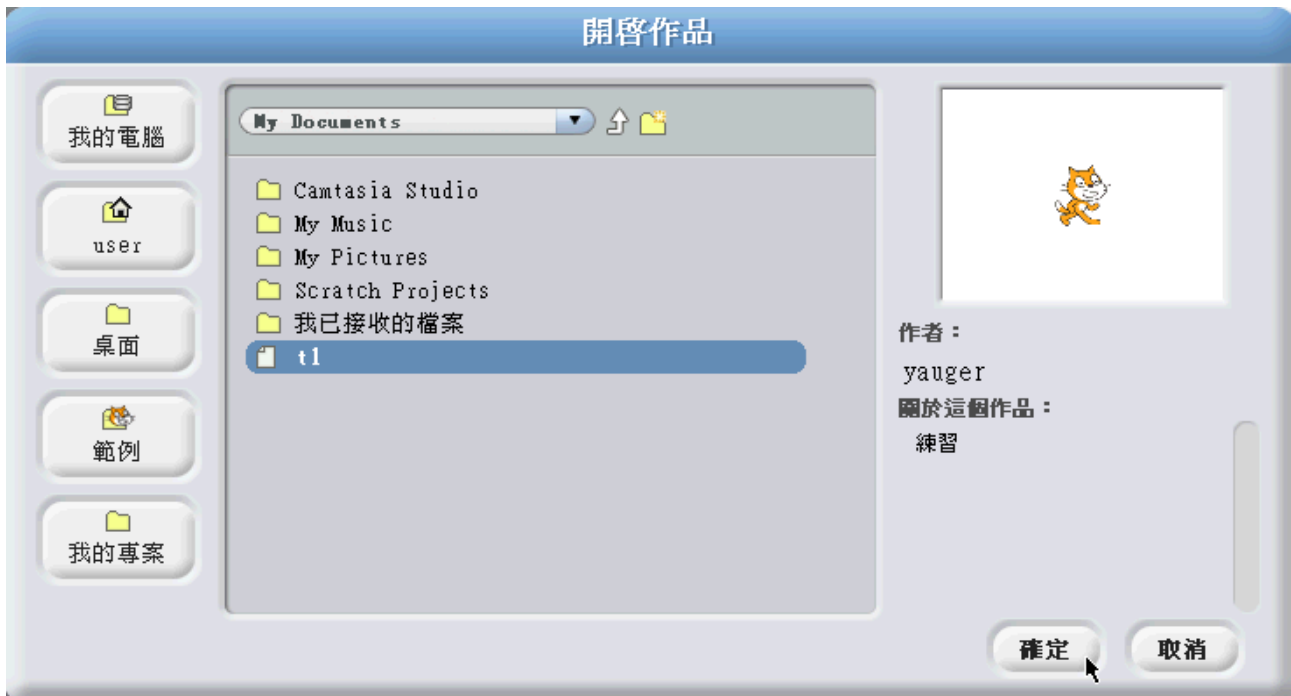 開啓作品
我的電腦
user
桌面
範例
我的專案
My Documents
Camtasia Studio
My Music
My Pictures
Scratch Projects
我已接收的檔案
t1
作者：
yauger
關於這個作品：
練習
確定
取消